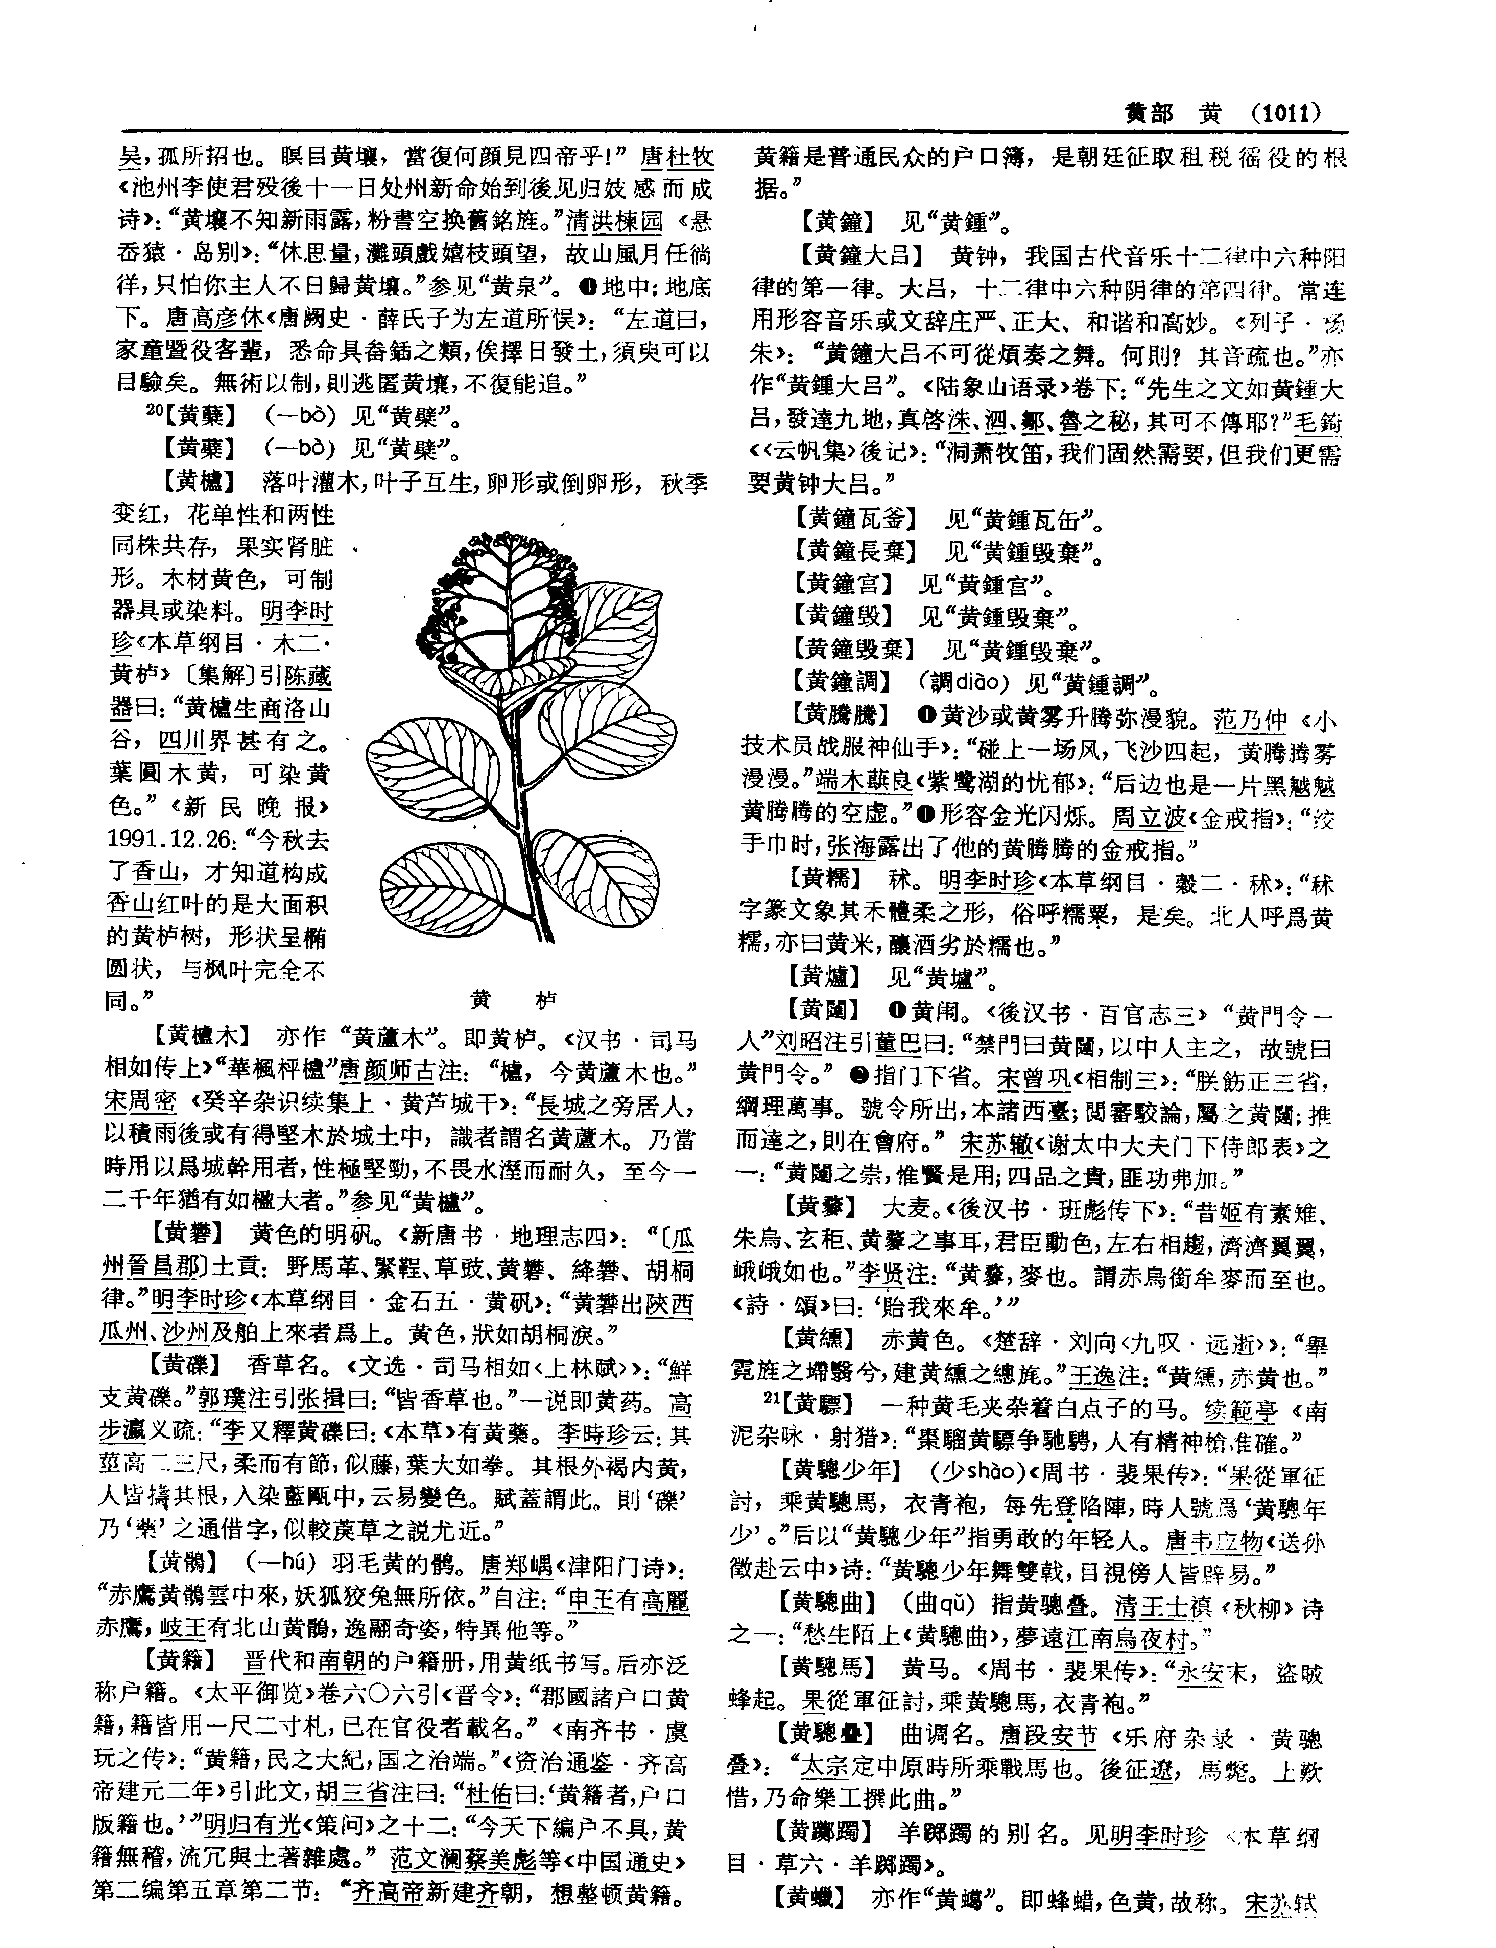 黄部 黄 (1011)
吴，孤所招也。瞑目黄壤，當復何顔見四帝乎！”唐杜牧
《池州李使君殁後十一日处州新命始到後见归妓感而成
诗》：“黄壤不知新雨露，粉書空换舊銘旌。”清洪楝园《悬
岙猿·岛别》：“休思量，灘頭戲嬉枝頭望，故山風月任徜
徉，只怕你主人不日歸黄壤。”参见“黄泉”。❶地中；地底
下。唐高彦休《唐阙史·薛氏子为左道所误》：“左道曰，
家童暨役客輩，悉命具畚鍤之類，俟擇日發土，須臾可以
目驗矣。無術以制，則逃匿黄壤，不復能追。”
20【黄蘖】（—bò）见“黄檗”。
【黄蘗】（—bò）见“黄檗”。
【黄櫨】 落叶灌木，叶子互生，卵形或倒卵形，秋季
变红，花单性和两性
同株共存，果实肾脏
形。木材黄色，可制
器具或染料。明李时
珍《本草纲目·木二·
黄栌》〔集解〕引陈藏
器曰：“黄櫨生商洛山
谷，四川界甚有之。
葉圓木黄，可染黄
色。”《新民晚报》
1991.12.26：“今秋去
了香山，才知道构成
香山红叶的是大面积
的黄栌树，形状呈椭
圆状，与枫叶完全不
同。”
黄 栌
【黄櫨木】 亦作“黄蘆木”。即黄栌。《汉书·司马
相如传上》“華楓枰櫨”唐颜师古注：“櫨，今黄蘆木也。”
宋周密《癸辛杂识续集上·黄芦城干》：“長城之旁居人，
以積雨後或有得堅木於城土中，識者謂名黄蘆木。乃當
時用以爲城幹用者，性極堅勁，不畏水溼而耐久，至今一
二千年猶有如楹大者。”参见“黄櫨”。
【黄礬】 黄色的明矾。《新唐书·地理志四》：“〔瓜
州晉昌郡〕土貢：野馬革、緊鞓、草豉、黄礬、絳礬、胡桐
律。”明李时珍《本草纲目·金石五·黄矾》：“黄礬出陝西
瓜州、沙州及舶上來者爲上。黄色，狀如胡桐淚。”
【黄礫】 香草名。《文选·司马相如〈上林赋〉》：“鮮
支黄礫。”郭璞注引张揖曰：“皆香草也。”一说即黄药。高
步瀛义疏：“李又釋黄礫曰：《本草》有黄藥。李時珍云：其
莖高二三尺，柔而有節，似藤，葉大如拳。其根外褐内黄，
人皆擣其根，入染藍甌中，云易變色。賦蓋謂此。則‘礫’
乃‘藥’之通借字，似較莀草之説尤近。”
【黄鶻】（—hú）羽毛黄的鹘。唐郑嵎《津阳门诗》：
“赤鷹黄鶻雲中來，妖狐狡兔無所依。”自注：“申王有高麗
赤鷹，岐王有北山黄鶻，逸翮奇姿，特異他等。”
【黄籍】 晋代和南朝的户籍册，用黄纸书写。后亦泛
称户籍。《太平御览》卷六〇六引《晋令》：“郡國諸户口黄
籍，籍皆用一尺二寸札，已在官役者載名。”《南齐书·虞
玩之传》：“黄籍，民之大紀，国之治端。”《资治通鉴·齐高
帝建元二年》引此文，胡三省注曰：“杜佑曰：‘黄籍者，户口
版籍也。’”明归有光《策问》之十二：“今天下编户不具，黄
籍無稽，流冗與土著雜處。”范文澜蔡美彪等《中国通史》
第二编第五章第二节：“齐高帝新建齐朝，想整顿黄籍。
黄籍是普通民众的户口簿，是朝廷征取租税徭役的根
据。”
【黄鐘】 见“黄鍾”。
【黄鐘大吕】 黄钟，我国古代音乐十二律中六种阳
律的第一律。大吕，十二律中六种阴律的第四律。常连
用形容音乐或文辞庄严、正大、和谐和高妙。《列子·杨
朱》：“黄鐘大吕不可從煩奏之舞。何則？其音疏也。”亦
作“黄鍾大吕”。《陆象山语录》卷下：“先生之文如黄鍾大
吕，發達九地，真啓洙、泗、鄒、魯之秘，其可不傳耶？”毛錡
《〈云帆集〉後记》：“洞萧牧笛，我们固然需要，但我们更需
要黄钟大吕。”
【黄鐘瓦釜】 见“黄鍾瓦缶”。
【黄鐘長棄】 见“黄鍾毁棄”。
【黄鐘宫】 见“黄鍾宫”。
【黄鐘毁】 见“黄鍾毁棄”。
【黄鐘毁棄】 见“黄鍾毁棄”。
【黄鐘調】（調diào）见“黄鍾調”。
【黄騰騰】 ❶黄沙或黄雾升腾弥漫貌。范乃仲《小
技术员战服神仙手》：“碰上一场风，飞沙四起，黄腾腾雾
漫漫。”端木蕻良《紫鹭湖的忧郁》：“后边也是一片黑魆魆
黄腾腾的空虚。”❶形容金光闪烁。周立波《金戒指》：“绞
手巾时，张海露出了他的黄腾腾的金戒指。”
【黄糯】 秫。明李时珍《本草纲目·榖二·秫》：“秫
字篆文象其禾體柔之形，俗呼糯粟，是矣。北人呼爲黄
糯，亦曰黄米，釀酒劣於糯也。”
【黄爐】 见“黄壚”。
【黄闥】 ❶黄闱。《後汉书·百官志三》“黄門令一
人”刘昭注引董巴曰：“禁門曰黄闥，以中人主之，故號曰
黄門令。”❷指门下省。宋曾巩《相制三》：“朕飭正三省，
綱理萬事。號令所出，本諸西臺；閲審駮論，屬之黄闥；推
而達之，則在會府。”宋苏辙《谢太中大夫门下侍郎表》之
一：“黄闥之崇，惟賢是用；四品之貴，匪功弗加。”
【黄麰】 大麦。《後汉书·班彪传下》：“昔姬有素雉、
朱烏、玄秬、黄麰之事耳，君臣動色，左右相趨，濟濟翼翼，
峨峨如也。”李贤注：“黄麰，麥也。謂赤烏銜牟麥而至也。
《詩·頌》曰：‘貽我來牟。’”
【黄纁】 赤黄色。《楚辞·刘向〈九叹·远逝〉》：“舉
霓旌之墆翳兮，建黄纁之總旄。”王逸注：“黄纁，赤黄也。”
21【黄驃】 一种黄毛夹杂着白点子的马。续範亭《南
泥杂咏·射猎》：“棗騮黄驃争馳騁，人有精神槍准確。”
【黄驄少年】（少shào）《周书·裴果传》：“果從軍征
討，乘黄驄馬，衣青袍，每先登陷陣，時人號爲‘黄驄年
少’。”后以“黄驄少年”指勇敢的年轻人。唐韦应物《送孙
徵赴云中》诗：“黄驄少年舞雙戟，目視傍人皆辟易。”
【黄驄曲】（曲qǔ）指黄骢叠。清王士禛《秋柳》诗
之一：“愁生陌上《黄驄曲》，夢遠江南烏夜村。”
【黄驄馬】 黄马。《周书·裴果传》：“永安末，盗贼
蜂起。果從軍征討，乘黄驄馬，衣青袍。”
【黄驄疊】 曲调名。唐段安节《乐府杂录·黄骢
叠》：“太宗定中原時所乘戰馬也。後征遼，馬斃。上歎
惜，乃命樂工撰此曲。”
【黄躑躅】 羊踯躅的别名。见明李时珍《本草纲
目·草六·羊踯躅》。
【黄蠟】 亦作“黄蝎”。即蜂蜡，色黄，故称。宋苏轼